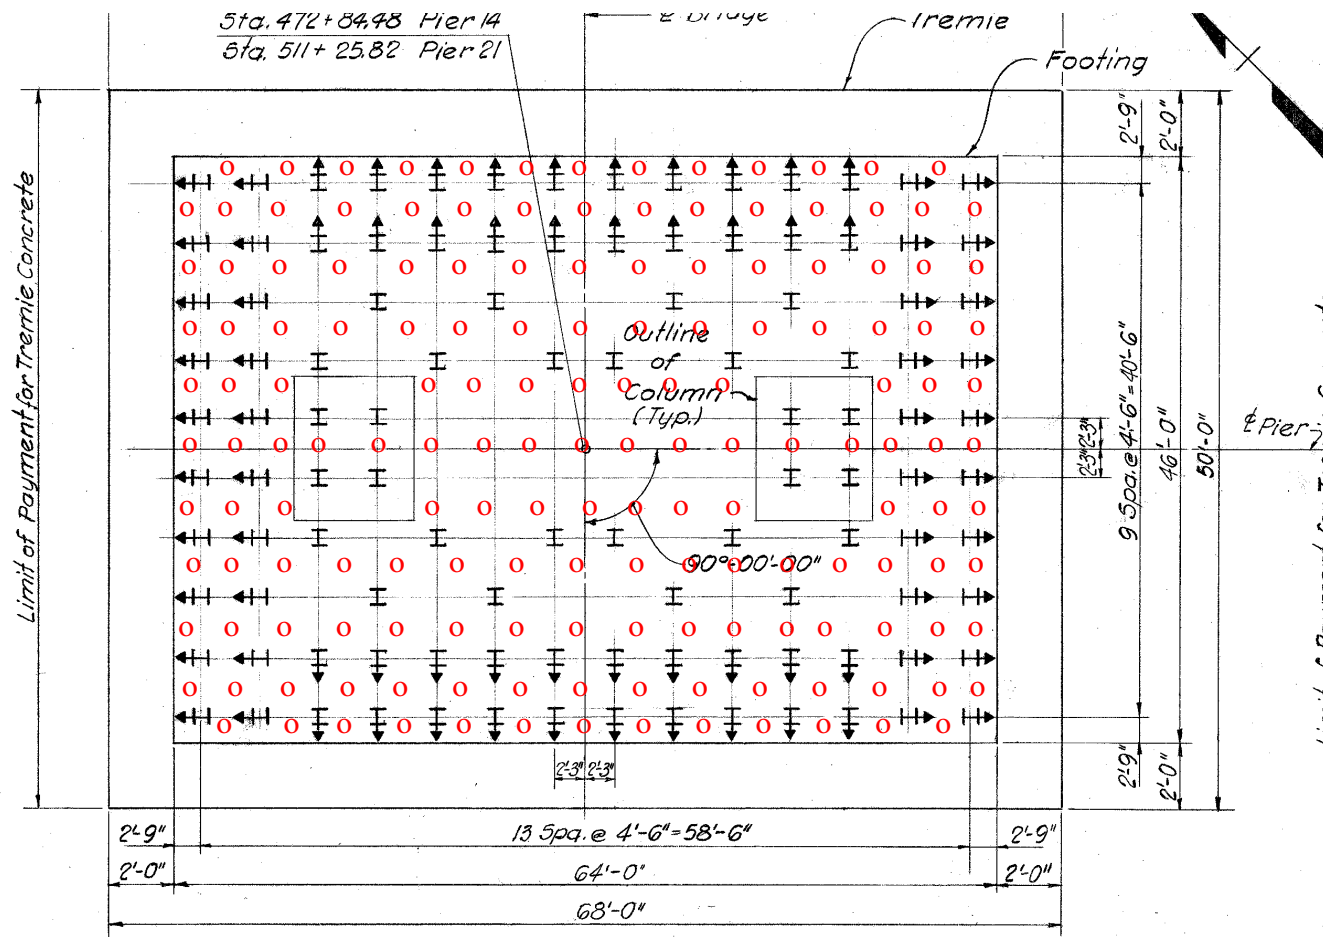 Sta. 472+84.48 Pier 14
Sta. 511+25.82 Pier 21
℄ Bridge
Tremie
Footing
Limit of Payment for Tremie Concrete
Outline
of
Column
(Typ.)
90°-00'-00"
℄ Pier
2'-9"
2'-0"
2'-3" 2'-3"
9 Spa. @ 4'-6" = 40'-6"
46'-0"
50'-0"
2'-9"
2'-0"
2'-3" 2'-3"
2'-9"
13 Spa. @ 4'-6" = 58'-6"
2'-9"
2'-0"
64'-0"
2'-0"
68'-0"